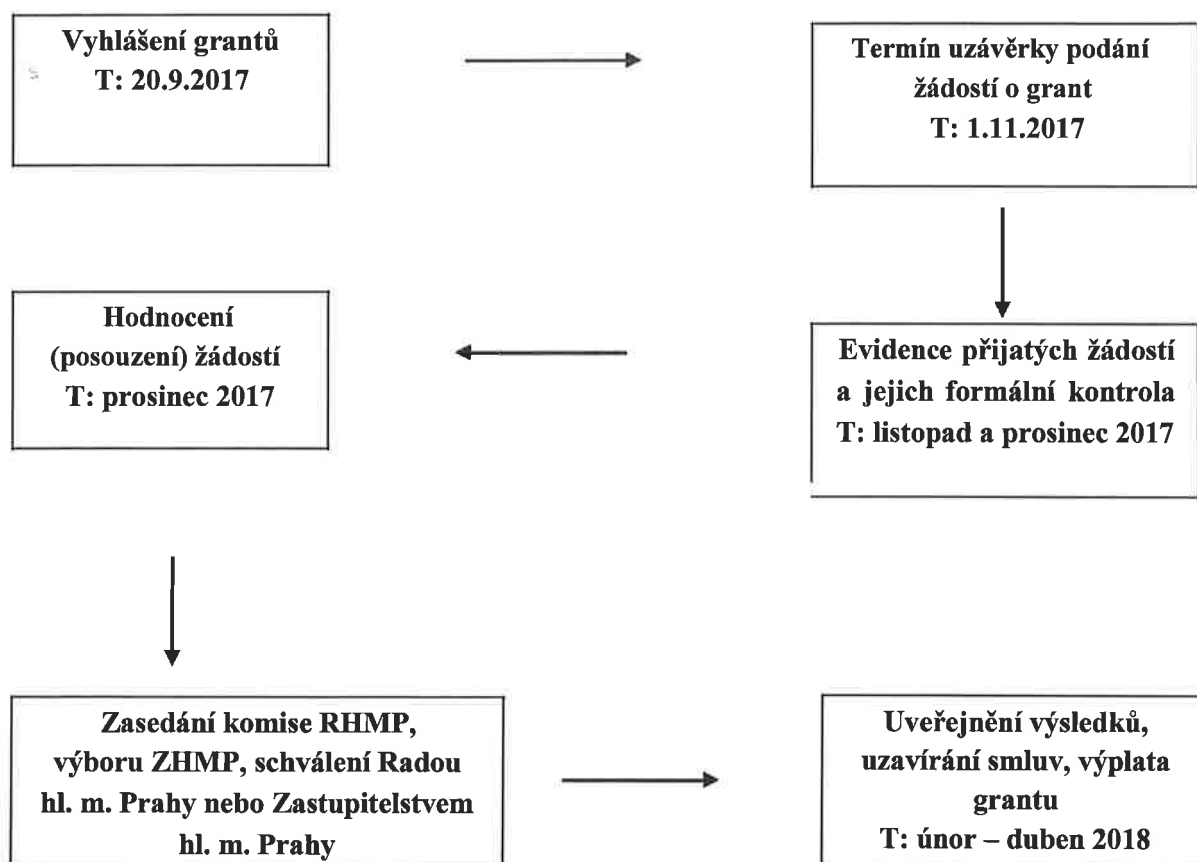 Vyhlášení grantů
T: 20.9.2017
Termín uzávěrky podání
žádostí o grant
T: 1.11.2017
Evidence přijatých žádostí
a jejich formální kontrola
T: listopad a prosinec 2017
Hodnocení
(posouzení) žádostí
T: prosinec 2017
Zasedání komise RHMP,
výboru ZHMP, schválení Radou
hl. m. Prahy nebo Zastupitelstvem
hl. m. Prahy
Uveřejnění výsledků,
uzavírání smluv, výplata
grantu
T: únor – duben 2018